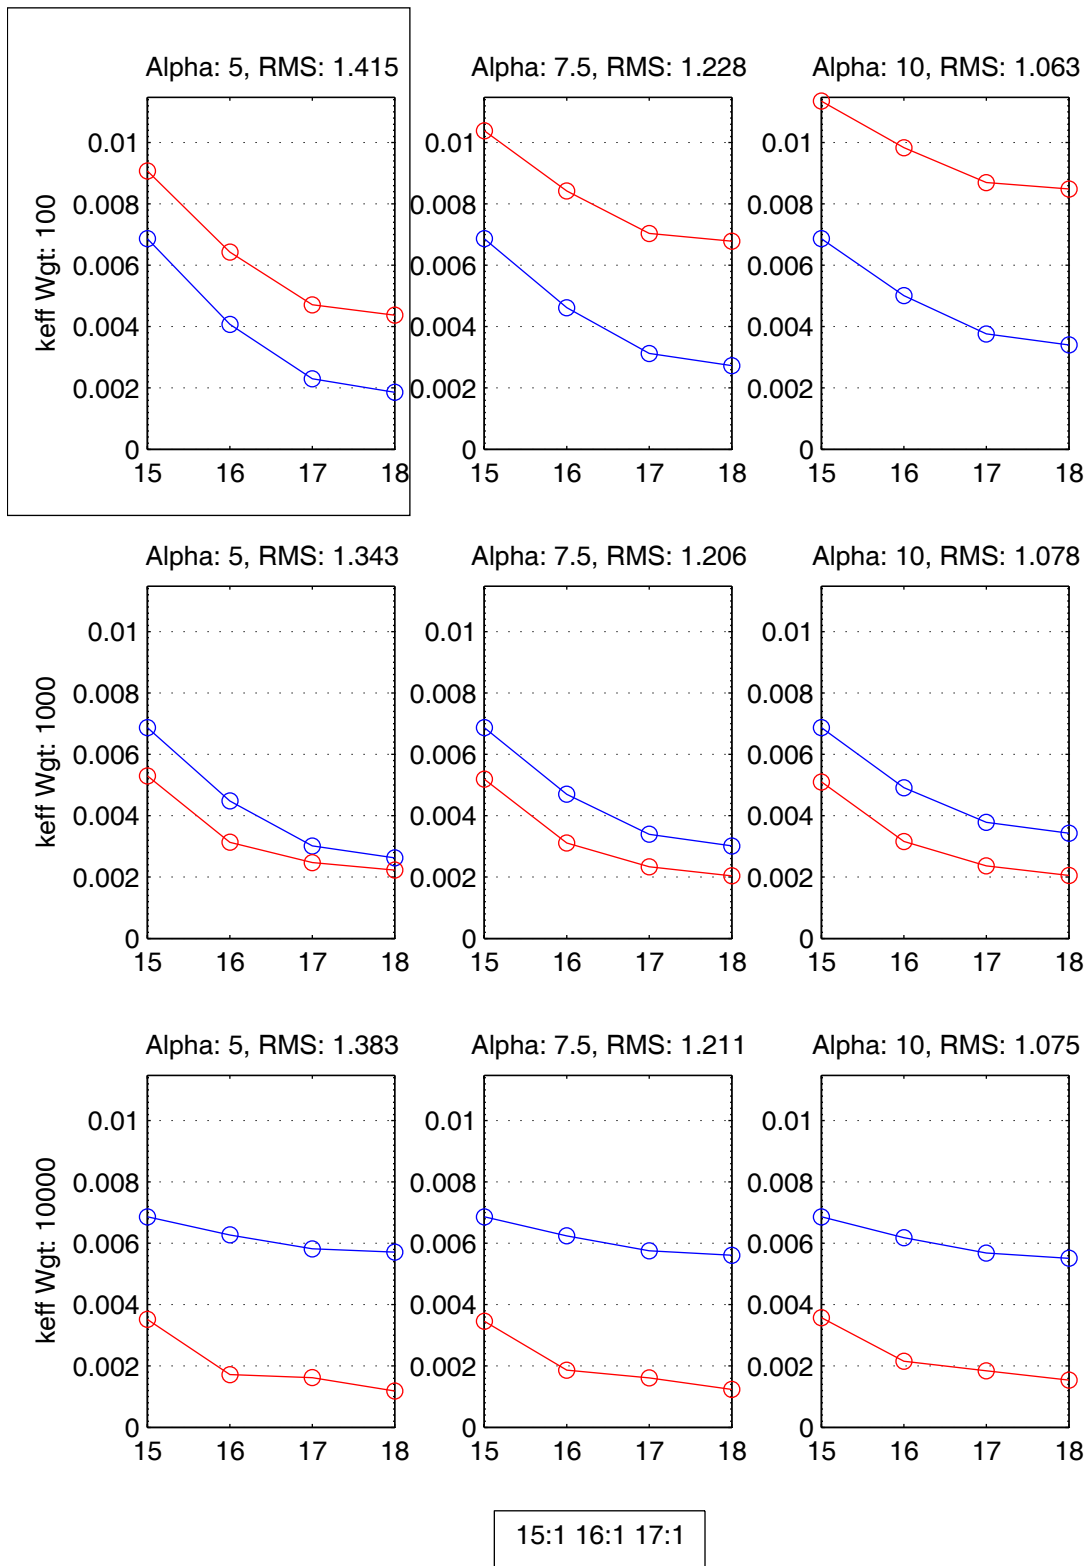 Alpha: 5, RMS: 1.415
Alpha: 7.5, RMS: 1.228
Alpha: 10, RMS: 1.063
keff Wgt: 100
0.01
0.008
0.006
0.004
0.002
0
15 16 17 18
0.01
0.008
0.006
0.004
0.002
0
15 16 17 18
0.01
0.008
0.006
0.004
0.002
0
15 16 17 18
Alpha: 5, RMS: 1.343
Alpha: 7.5, RMS: 1.206
Alpha: 10, RMS: 1.078
keff Wgt: 1000
0.01
0.008
0.006
0.004
0.002
0
15 16 17 18
0.01
0.008
0.006
0.004
0.002
0
15 16 17 18
0.01
0.008
0.006
0.004
0.002
0
15 16 17 18
Alpha: 5, RMS: 1.383
Alpha: 7.5, RMS: 1.211
Alpha: 10, RMS: 1.075
keff Wgt: 10000
0.01
0.008
0.006
0.004
0.002
0
15 16 17 18
0.01
0.008
0.006
0.004
0.002
0
15 16 17 18
0.01
0.008
0.006
0.004
0.002
0
15 16 17 18
15:1 16:1 17:1